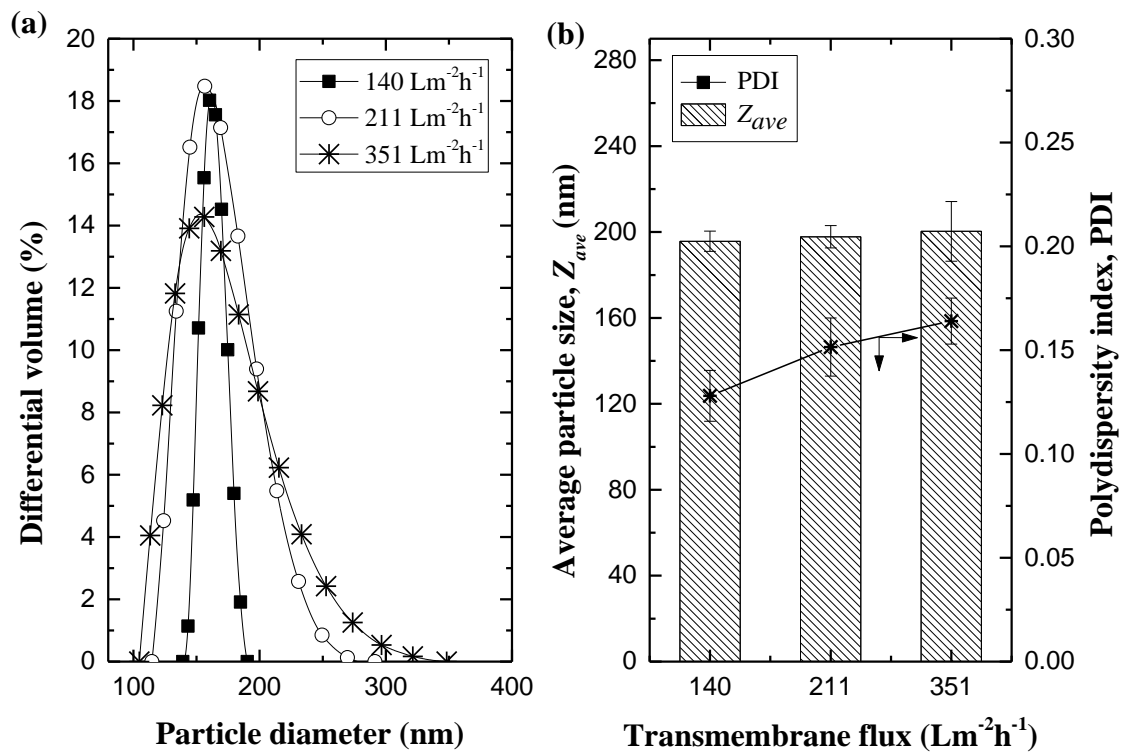 (a)
20
18
16
14
12
10
8
6
4
2
0
Differential volume (%)
140 Lm⁻²h⁻¹
211 Lm⁻²h⁻¹
351 Lm⁻²h⁻¹
100
200
300
400
Particle diameter (nm)
(b)
280
240
200
160
120
80
40
0
Average particle size, Zave (nm)
PDI
Zave
0.30
0.25
0.20
0.15
0.10
0.05
0.00
Polydispersity index, PDI
140
211
351
Transmembrane flux (Lm⁻²h⁻¹)